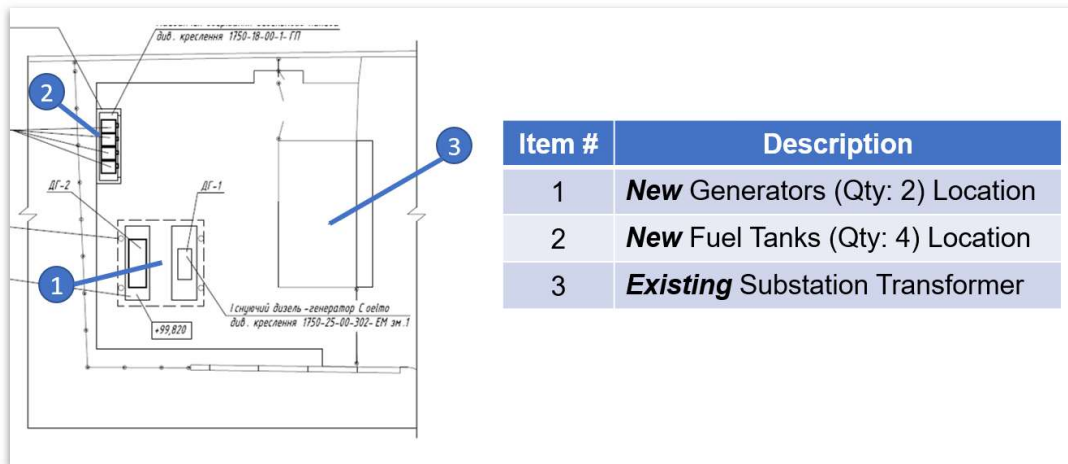 див. креслення 1750-18-00-1- ГП
2
3
ДГ-2
ДГ-1
1
Існуючий дизель -генератор C oelmo
див. креслення 1750-25-00-302- ЕМ зм.1
+99,820
Item # Description
1 New Generators (Qty: 2) Location
2 New Fuel Tanks (Qty: 4) Location
3 Existing Substation Transformer